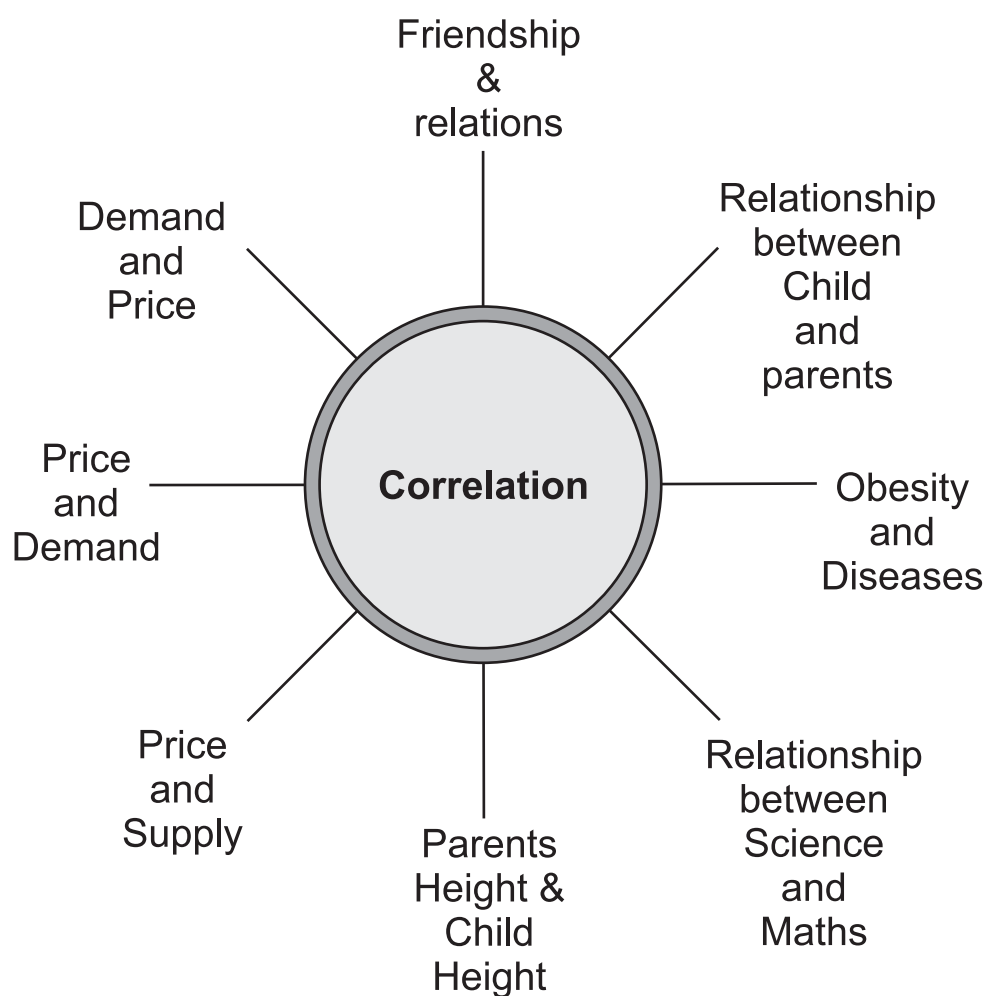 Friendship
&
relations
Relationship
between
Child
and
parents
Obesity
and
Diseases
Relationship
between
Science
and
Maths
Parents
Height &
Child
Height
Price
and
Supply
Price
and
Demand
Demand
and
Price
Correlation